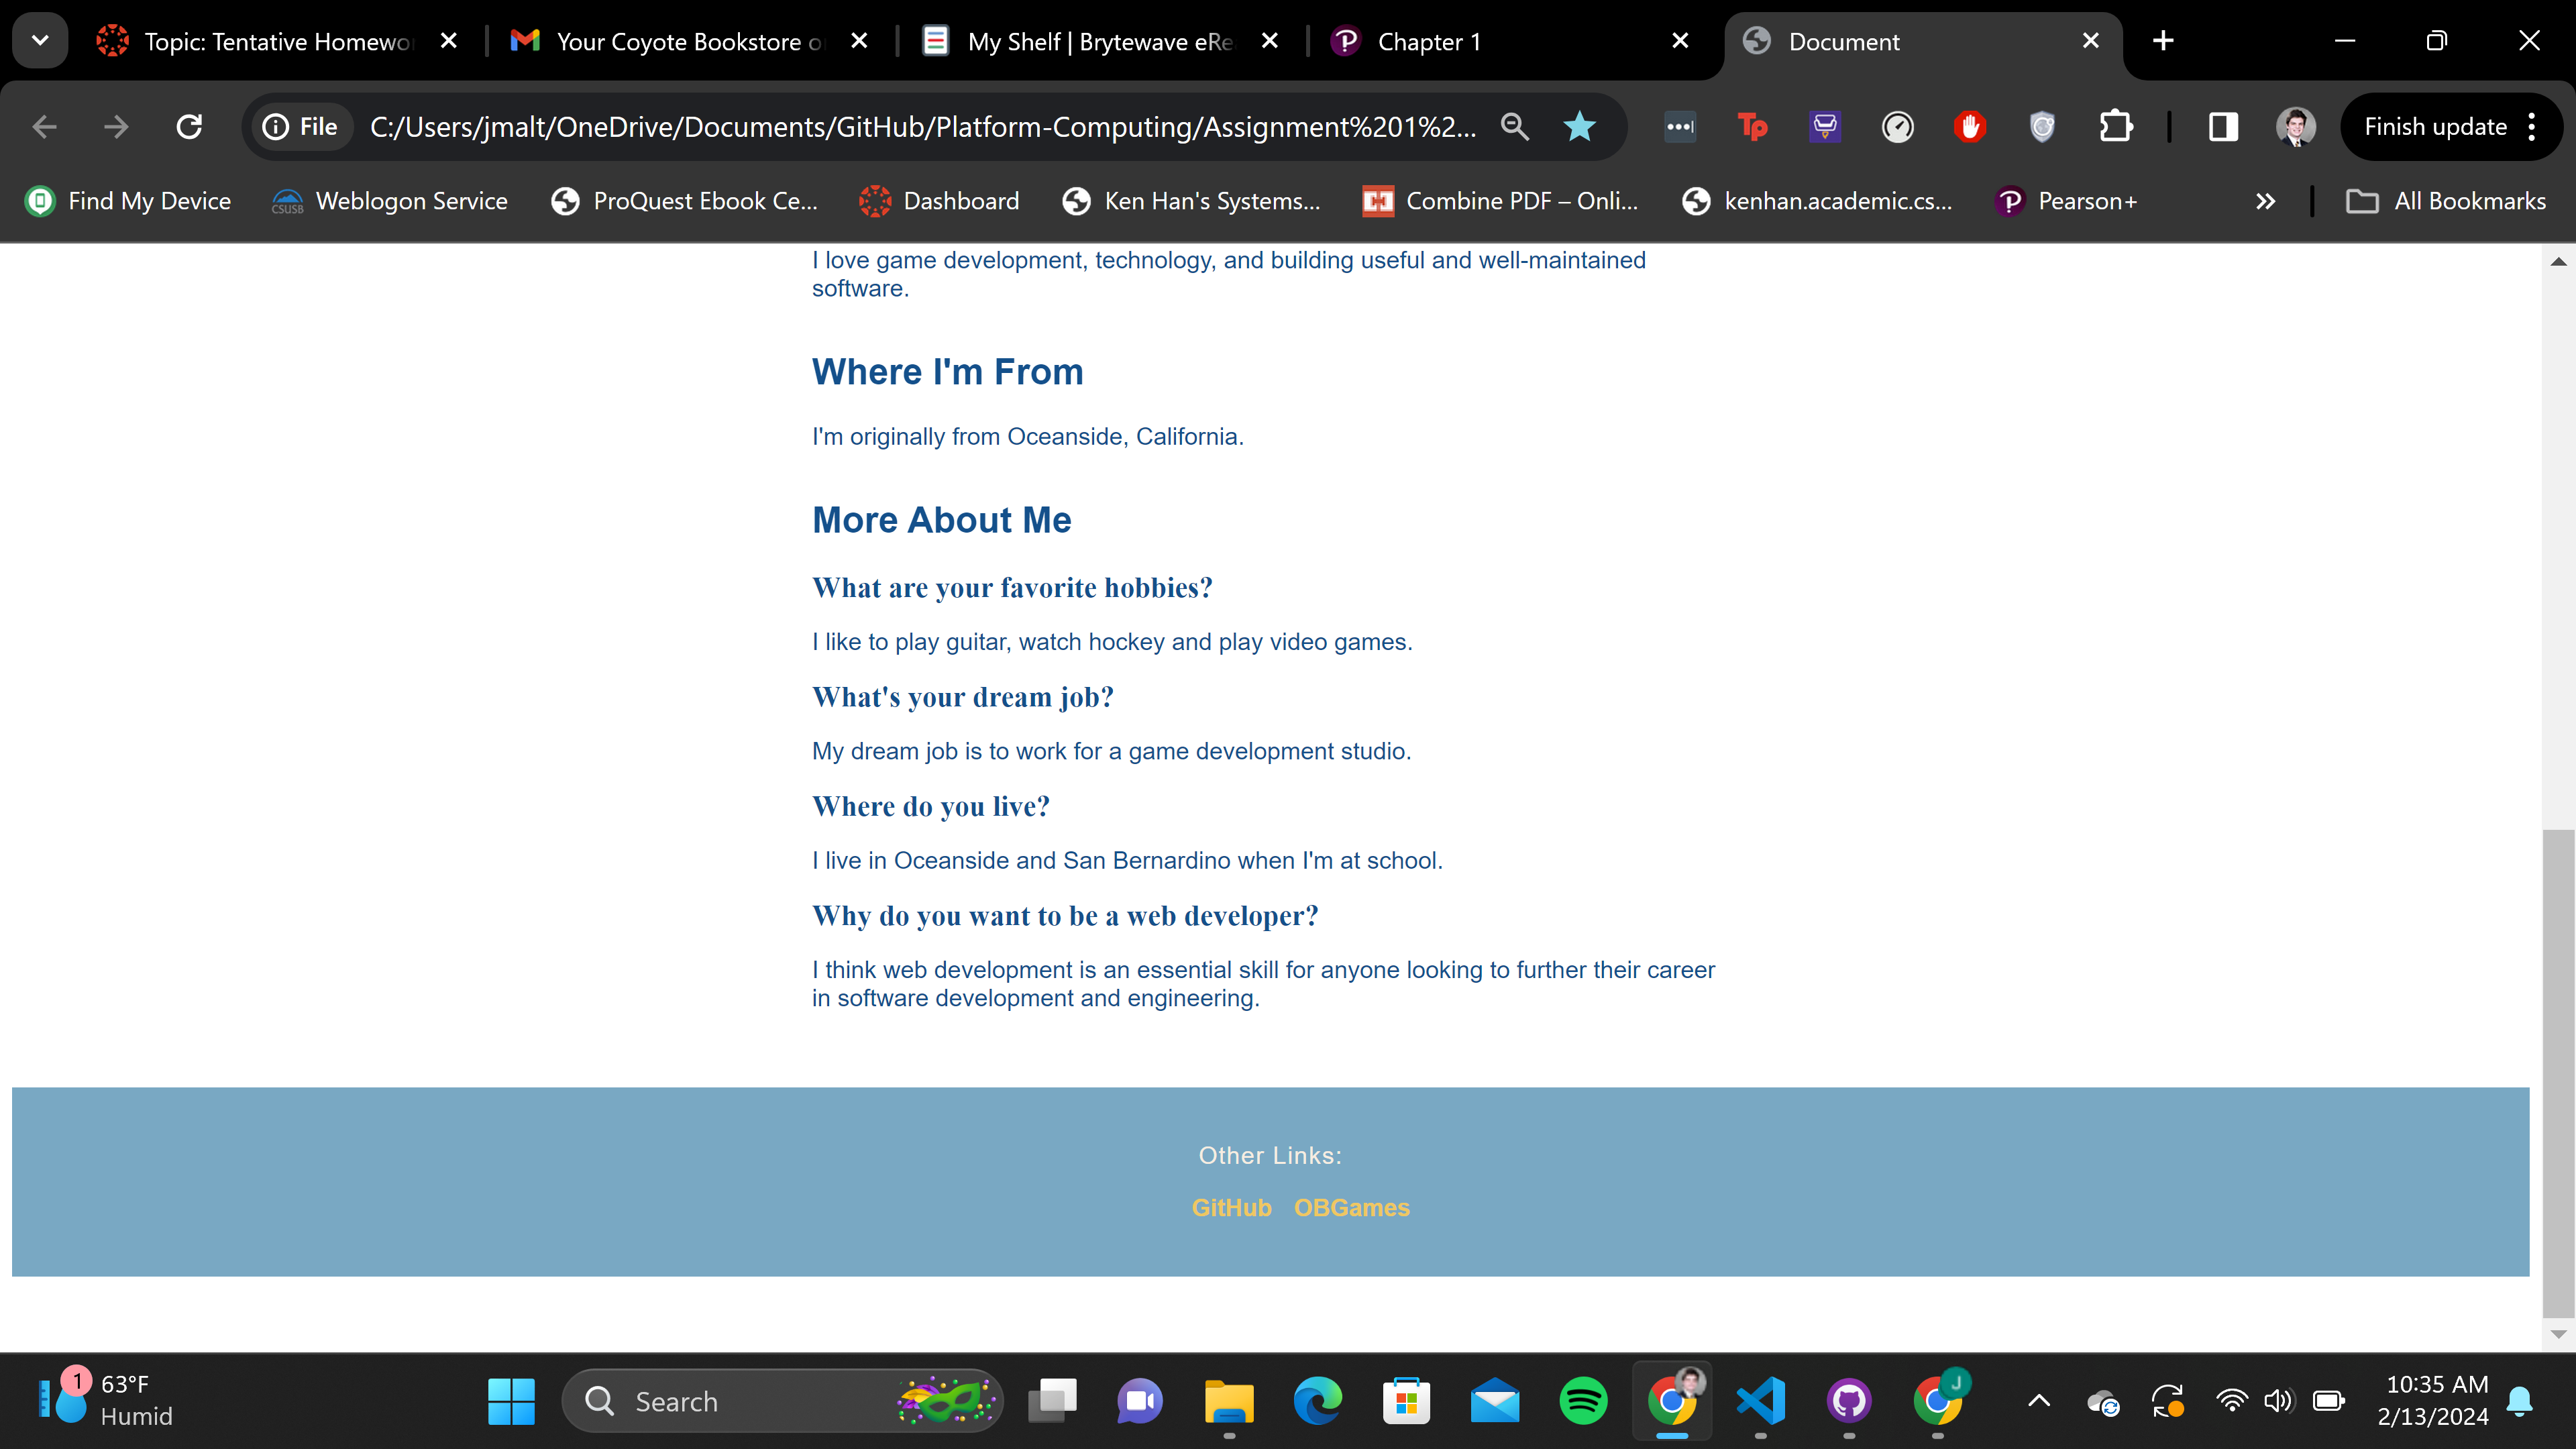 Topic: Tentative Homewo
Your Coyote Bookstore o
My Shelf | Brytewave eRe
Chapter 1
Document
File
C:/Users/jmalt/OneDrive/Documents/GitHub/Platform-Computing/Assignment%201%2...
Tp
Finish update
Find My Device
CSUSB
Weblogon Service
ProQuest Ebook Ce...
Dashboard
Ken Han's Systems...
Combine PDF – Onli...
kenhan.academic.cs...
Pearson+
All Bookmarks
I love game development, technology, and building useful and well-maintained
software.
Where I'm From
I'm originally from Oceanside, California.
More About Me
What are your favorite hobbies?
I like to play guitar, watch hockey and play video games.
What's your dream job?
My dream job is to work for a game development studio.
Where do you live?
I live in Oceanside and San Bernardino when I'm at school.
Why do you want to be a web developer?
I think web development is an essential skill for anyone looking to further their career
in software development and engineering.
Other Links:
GitHub OBGames
1
63°F
Humid
Search
J
10:35 AM
2/13/2024